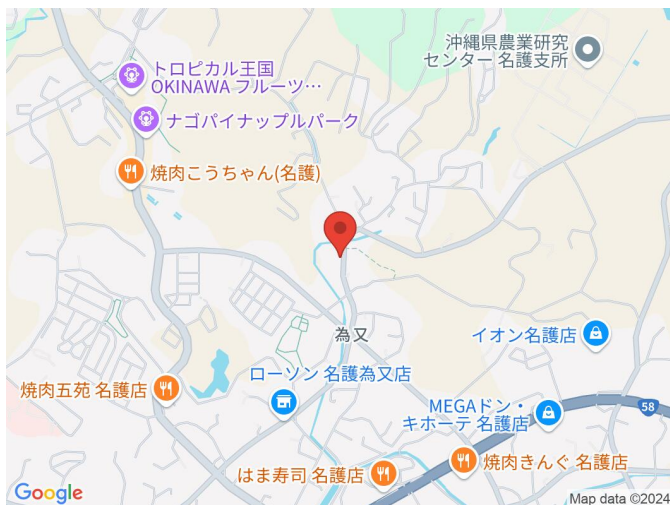 沖縄県農業研究
センター 名護支所
トロピカル王国
OKINAWA フルーツ…
ナゴパイナップルパーク
焼肉こうちゃん(名護)
為又
イオン名護店
ローソン 名護為又店
焼肉五苑 名護店
MEGAドン・
キホーテ 名護店
58
はま寿司 名護店
焼肉きんぐ 名護店
Google
Map data ©2024